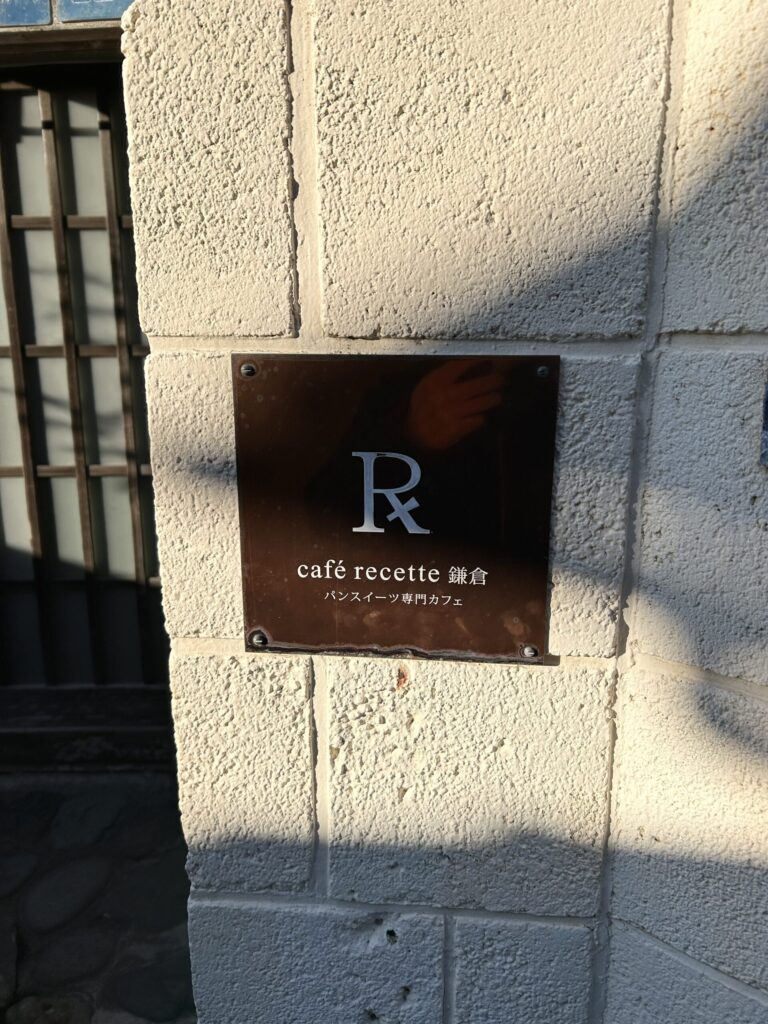 ℞
café recette 鎌倉
パンスイーツ専門カフェ